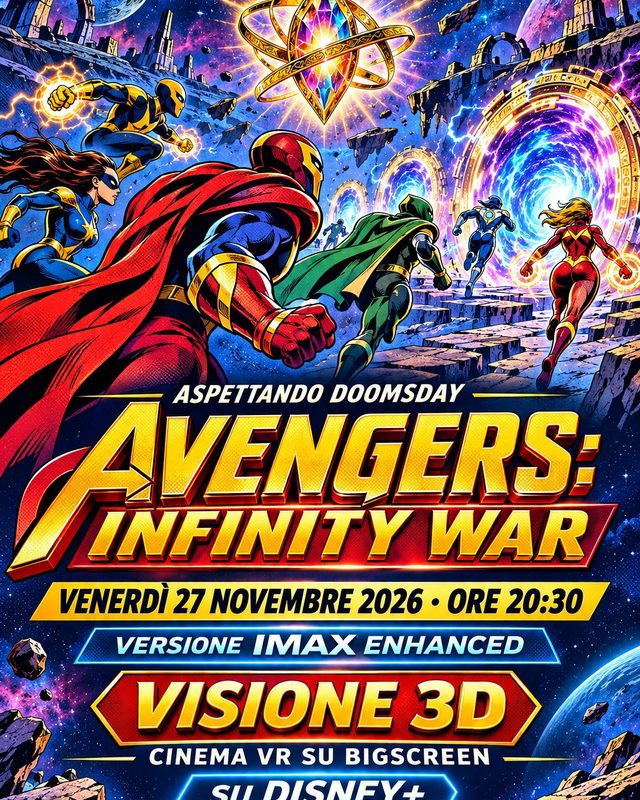 ASPETTANDO DOOMSDAY
AVENGERS:
INFINITY WAR
VENERDÌ 27 NOVEMBRE 2026 · ORE 20:30
VERSIONE IMAX ENHANCED
VISIONE 3D
CINEMA VR SU BIGSCREEN
SU DISNEY+